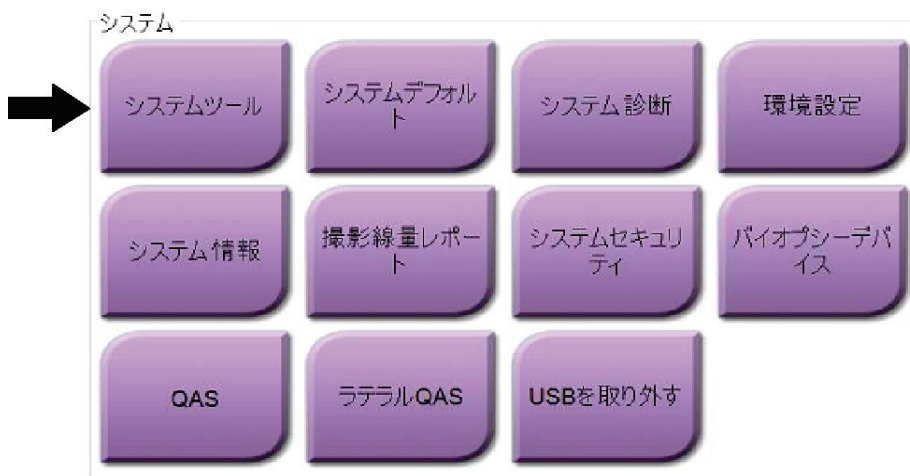 システム
システムツール
システムデフォル
ト
システム診断
環境設定
システム情報
撮影線量レポー
ト
システムセキュリ
ティ
バイオプシーデバ
イス
QAS
ラテラルQAS
USBを取り外す